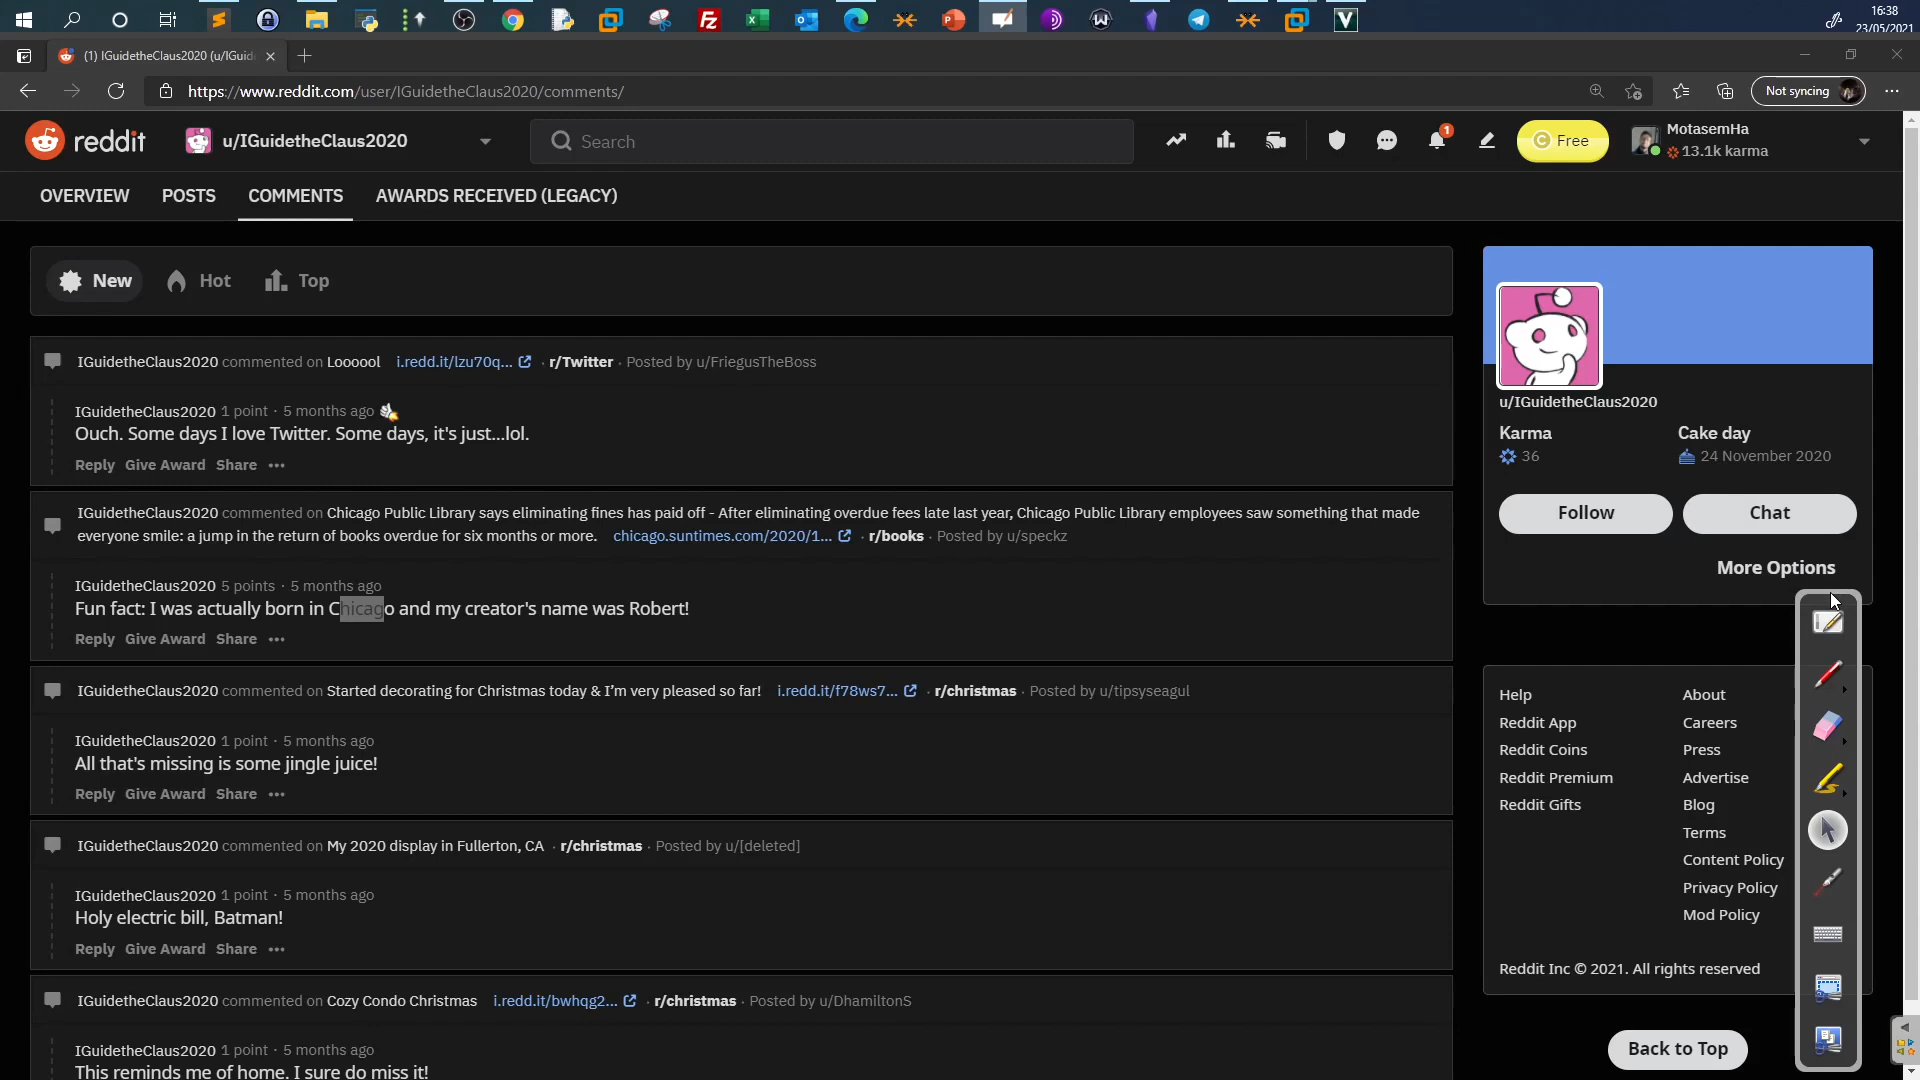 16:38
23/05/2021
(1) IGuidetheClaus2020 (u/IGuid
https://www.reddit.com/user/IGuidetheClaus2020/comments/
Not syncing
reddit
u/IGuidetheClaus2020
Search
1
Free
MotasemHa
13.1k karma
OVERVIEW POSTS COMMENTS AWARDS RECEIVED (LEGACY)
New Hot Top
IGuidetheClaus2020 commented on Looool i.redd.it/lzu70q... · r/Twitter · Posted by u/FriegusTheBoss
IGuidetheClaus2020 1 point · 5 months ago
Ouch. Some days I love Twitter. Some days, it's just...lol.
Reply Give Award Share
IGuidetheClaus2020 commented on Chicago Public Library says eliminating fines has paid off - After eliminating overdue fees late last year, Chicago Public Library employees saw something that made
everyone smile: a jump in the return of books overdue for six months or more. chicago.suntimes.com/2020/1... · r/books · Posted by u/speckz
IGuidetheClaus2020 5 points · 5 months ago
Fun fact: I was actually born in Chicago and my creator's name was Robert!
Reply Give Award Share
IGuidetheClaus2020 commented on Started decorating for Christmas today & I'm very pleased so far! i.redd.it/f78ws7... · r/christmas · Posted by u/tipsyseagul
IGuidetheClaus2020 1 point · 5 months ago
All that's missing is some jingle juice!
Reply Give Award Share
IGuidetheClaus2020 commented on My 2020 display in Fullerton, CA · r/christmas · Posted by u/[deleted]
IGuidetheClaus2020 1 point · 5 months ago
Holy electric bill, Batman!
Reply Give Award Share
IGuidetheClaus2020 commented on Cozy Condo Christmas i.redd.it/bwhqg2... · r/christmas · Posted by u/DhamiltonS
IGuidetheClaus2020 1 point · 5 months ago
This reminds me of home. I sure do miss it!
u/IGuidetheClaus2020
Karma Cake day
36 24 November 2020
Follow Chat
More Options
Help About
Reddit App Careers
Reddit Coins Press
Reddit Premium Advertise
Reddit Gifts Blog
Terms
Content Policy
Privacy Policy
Mod Policy
Reddit Inc © 2021. All rights reserved
Back to Top